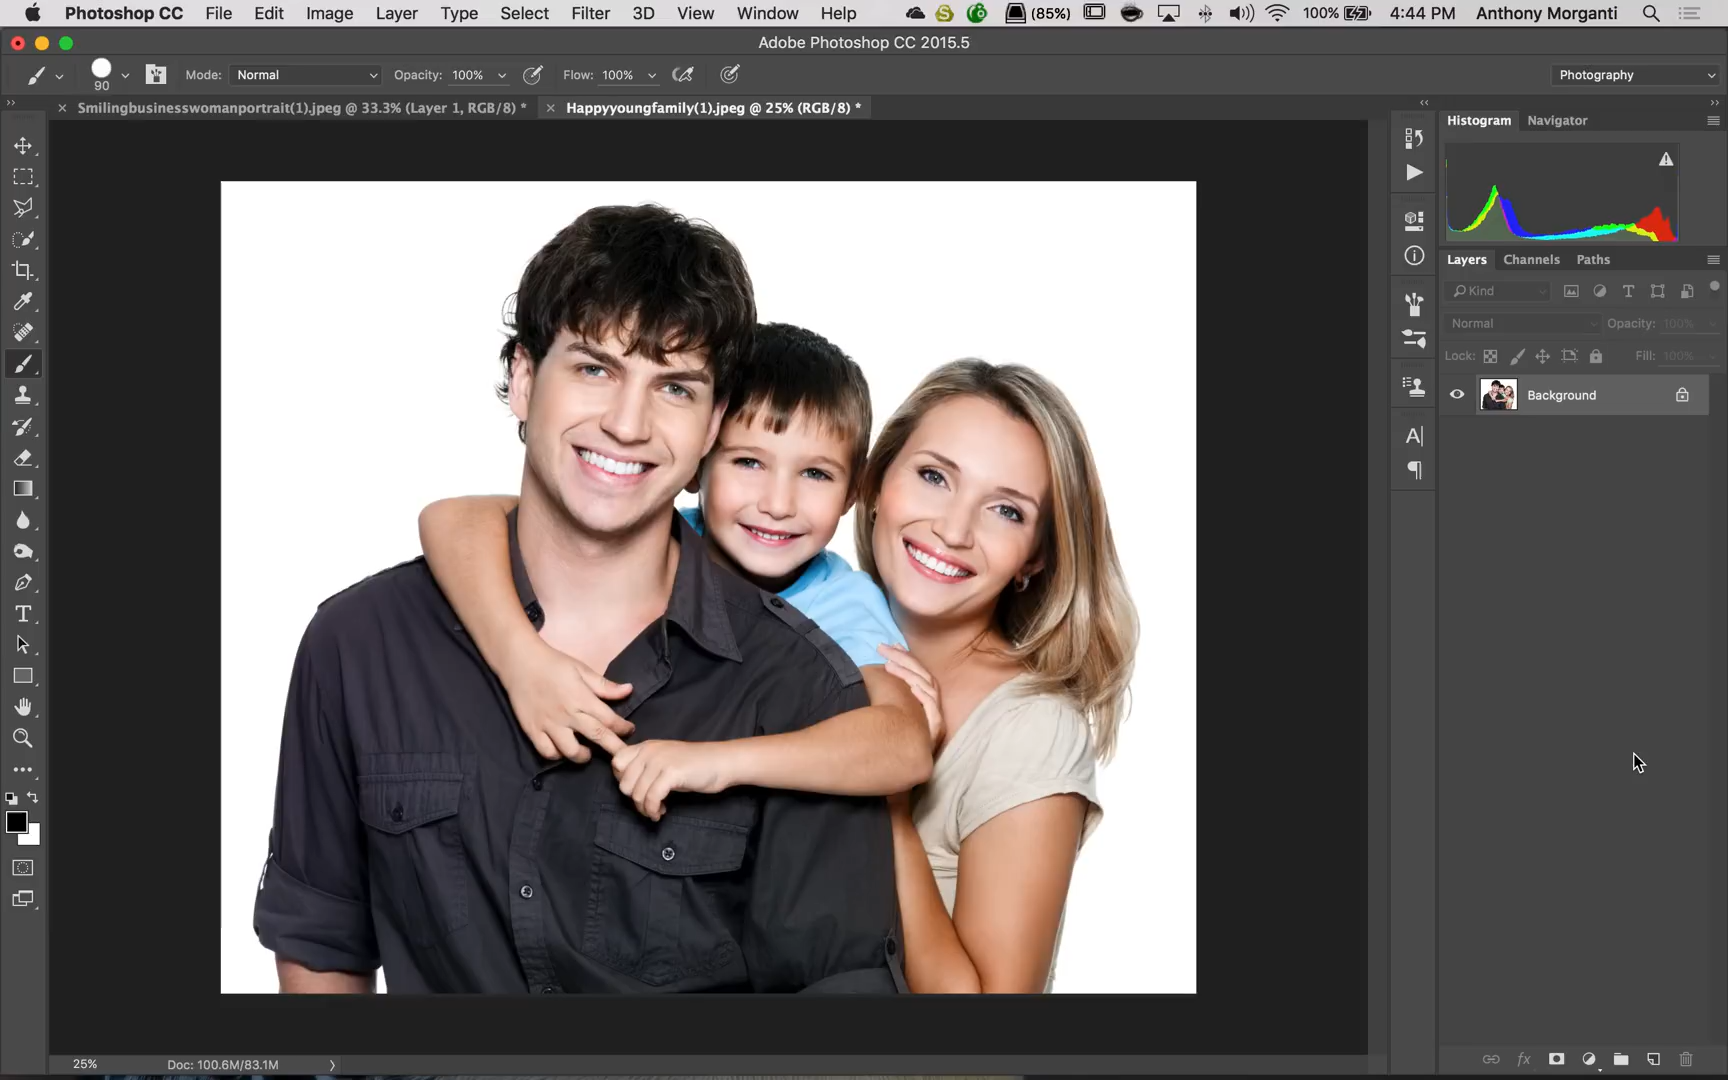 Photoshop CC File Edit Image Layer Type Select Filter 3D View Window Help (85%) 100% 4:44 PM Anthony Morganti
Adobe Photoshop CC 2015.5
90 Mode: Normal Opacity: 100% Flow: 100% Photography
Smilingbusinesswomanportrait(1).jpeg @ 33.3% (Layer 1, RGB/8) * Happyyoungfamily(1).jpeg @ 25% (RGB/8) *
Histogram Navigator
Layers Channels Paths
Kind
Normal Opacity: 100%
Lock: Fill: 100%
Background
25% Doc: 100.6M/83.1M